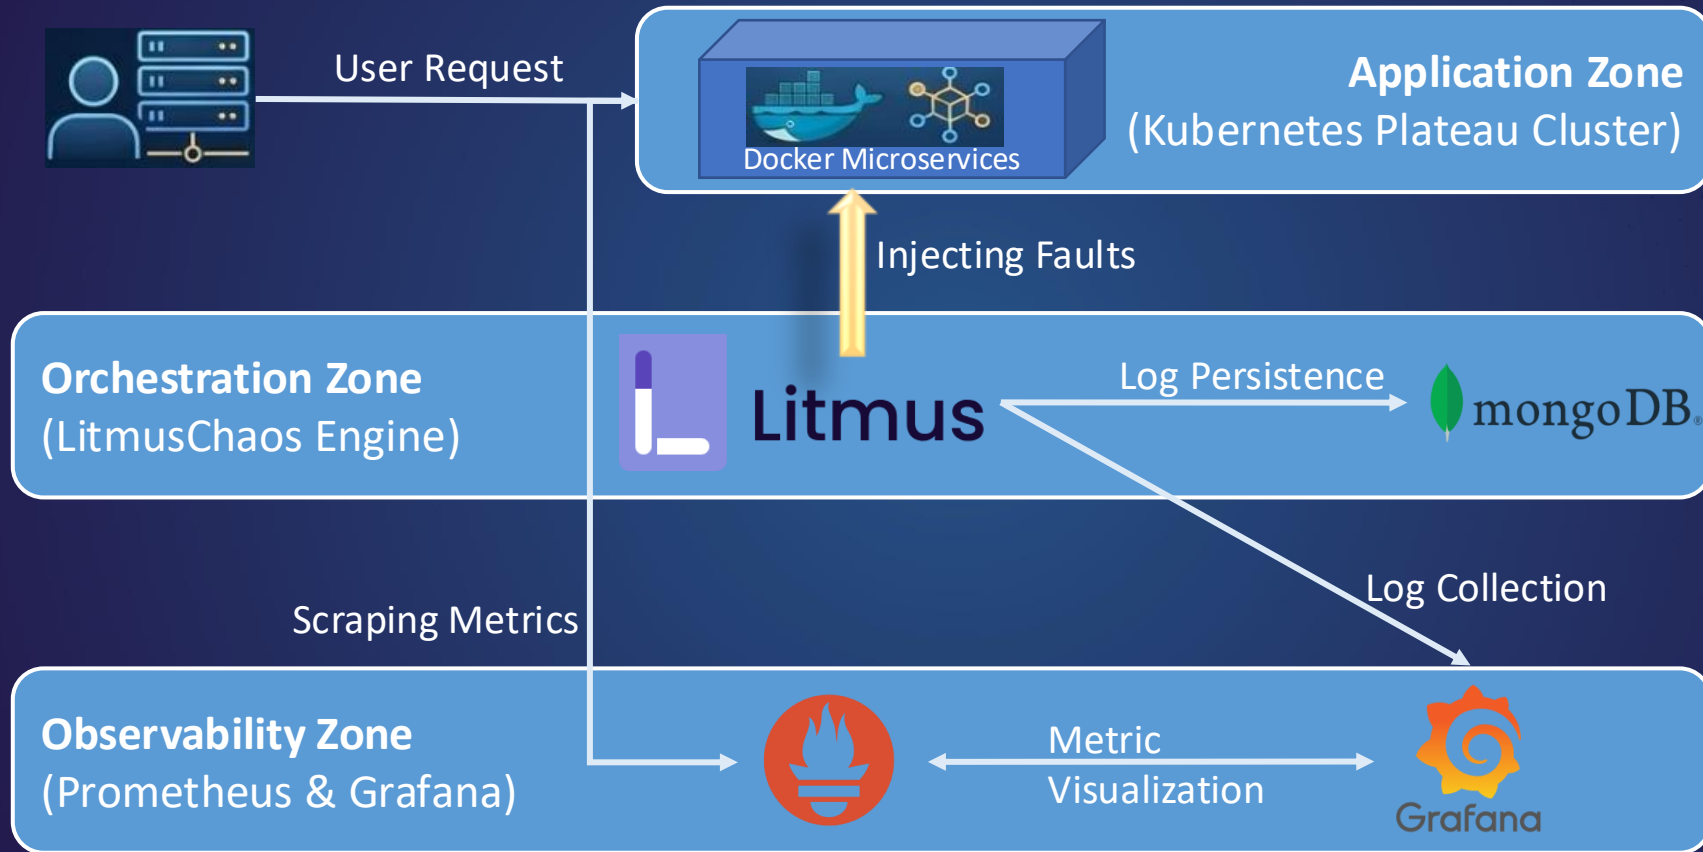 User Request
Application Zone
(Kubernetes Plateau Cluster)
Docker Microservices
Injecting Faults
Orchestration Zone
(LitmusChaos Engine)
Litmus
Log Persistence
mongoDB®
Log Collection
Scraping Metrics
Observability Zone
(Prometheus & Grafana)
Metric
Visualization
Grafana